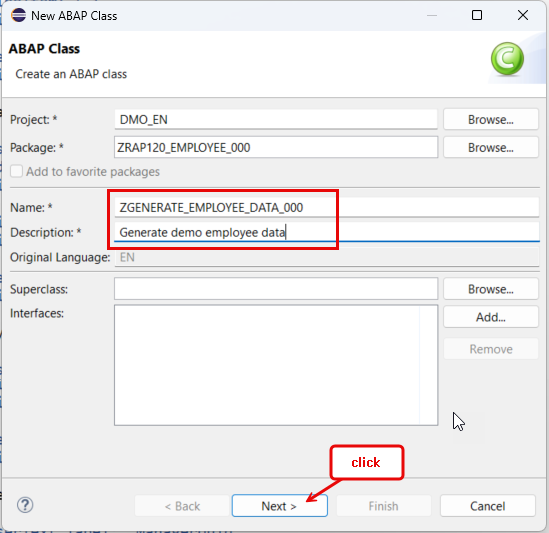 New ABAP Class
ABAP Class
Create an ABAP class
Project: * DMO_EN Browse...
Package: * ZRAP120_EMPLOYEE_000 Browse...
Add to favorite packages
Name: * ZGENERATE_EMPLOYEE_DATA_000
Description: * Generate demo employee data
Original Language: EN
Superclass: Browse...
Interfaces: Add...
Remove
click
? < Back Next > Finish Cancel